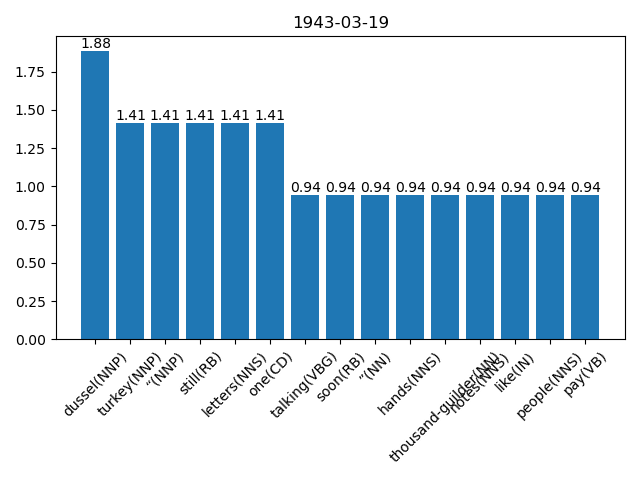 1943-03-19
1.88
1.41 1.41 1.41 1.41 1.41
0.94 0.94 0.94 0.94 0.94 0.94 0.94 0.94 0.94
1.75
1.50
1.25
1.00
0.75
0.50
0.25
0.00
dussel(NNP)
turkey(NNP)
“(NNP)
still(RB)
letters(NNS)
one(CD)
talking(VBG)
soon(RB)
“(NN)
hands(NNS)
thousand-guilder(NN)
notes(NNS)
like(IN)
people(NNS)
pay(VB)